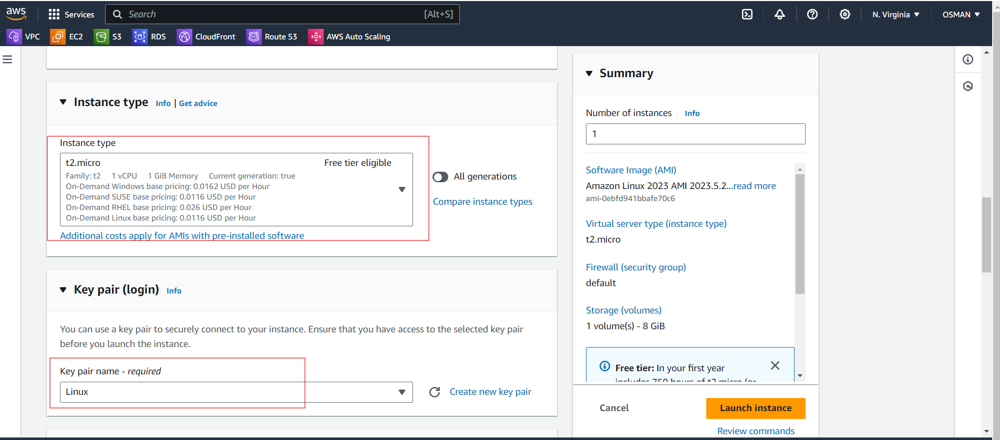 aws
Services
Search
[Alt+S]
N. Virginia
OSMAN
VPC
EC2
S3
RDS
CloudFront
Route 53
AWS Auto Scaling
Instance type Info | Get advice
Instance type
t2.micro Free tier eligible
Family: t2 1 vCPU 1 GiB Memory Current generation: true
On-Demand Windows base pricing: 0.0162 USD per Hour
On-Demand SUSE base pricing: 0.0116 USD per Hour
On-Demand RHEL base pricing: 0.026 USD per Hour
On-Demand Linux base pricing: 0.0116 USD per Hour
All generations
Compare instance types
Additional costs apply for AMIs with pre-installed software
Key pair (login) Info
You can use a key pair to securely connect to your instance. Ensure that you have access to the selected key pair
before you launch the instance.
Key pair name - required
Linux
Create new key pair
Summary
Number of instances Info
1
Software Image (AMI)
Amazon Linux 2023 AMI 2023.5.2...read more
ami-0ebfd941bbafe70c6
Virtual server type (instance type)
t2.micro
Firewall (security group)
default
Storage (volumes)
1 volume(s) - 8 GiB
Free tier: In your first year
includes 750 hours of t2.micro (or
Cancel
Launch instance
Review commands